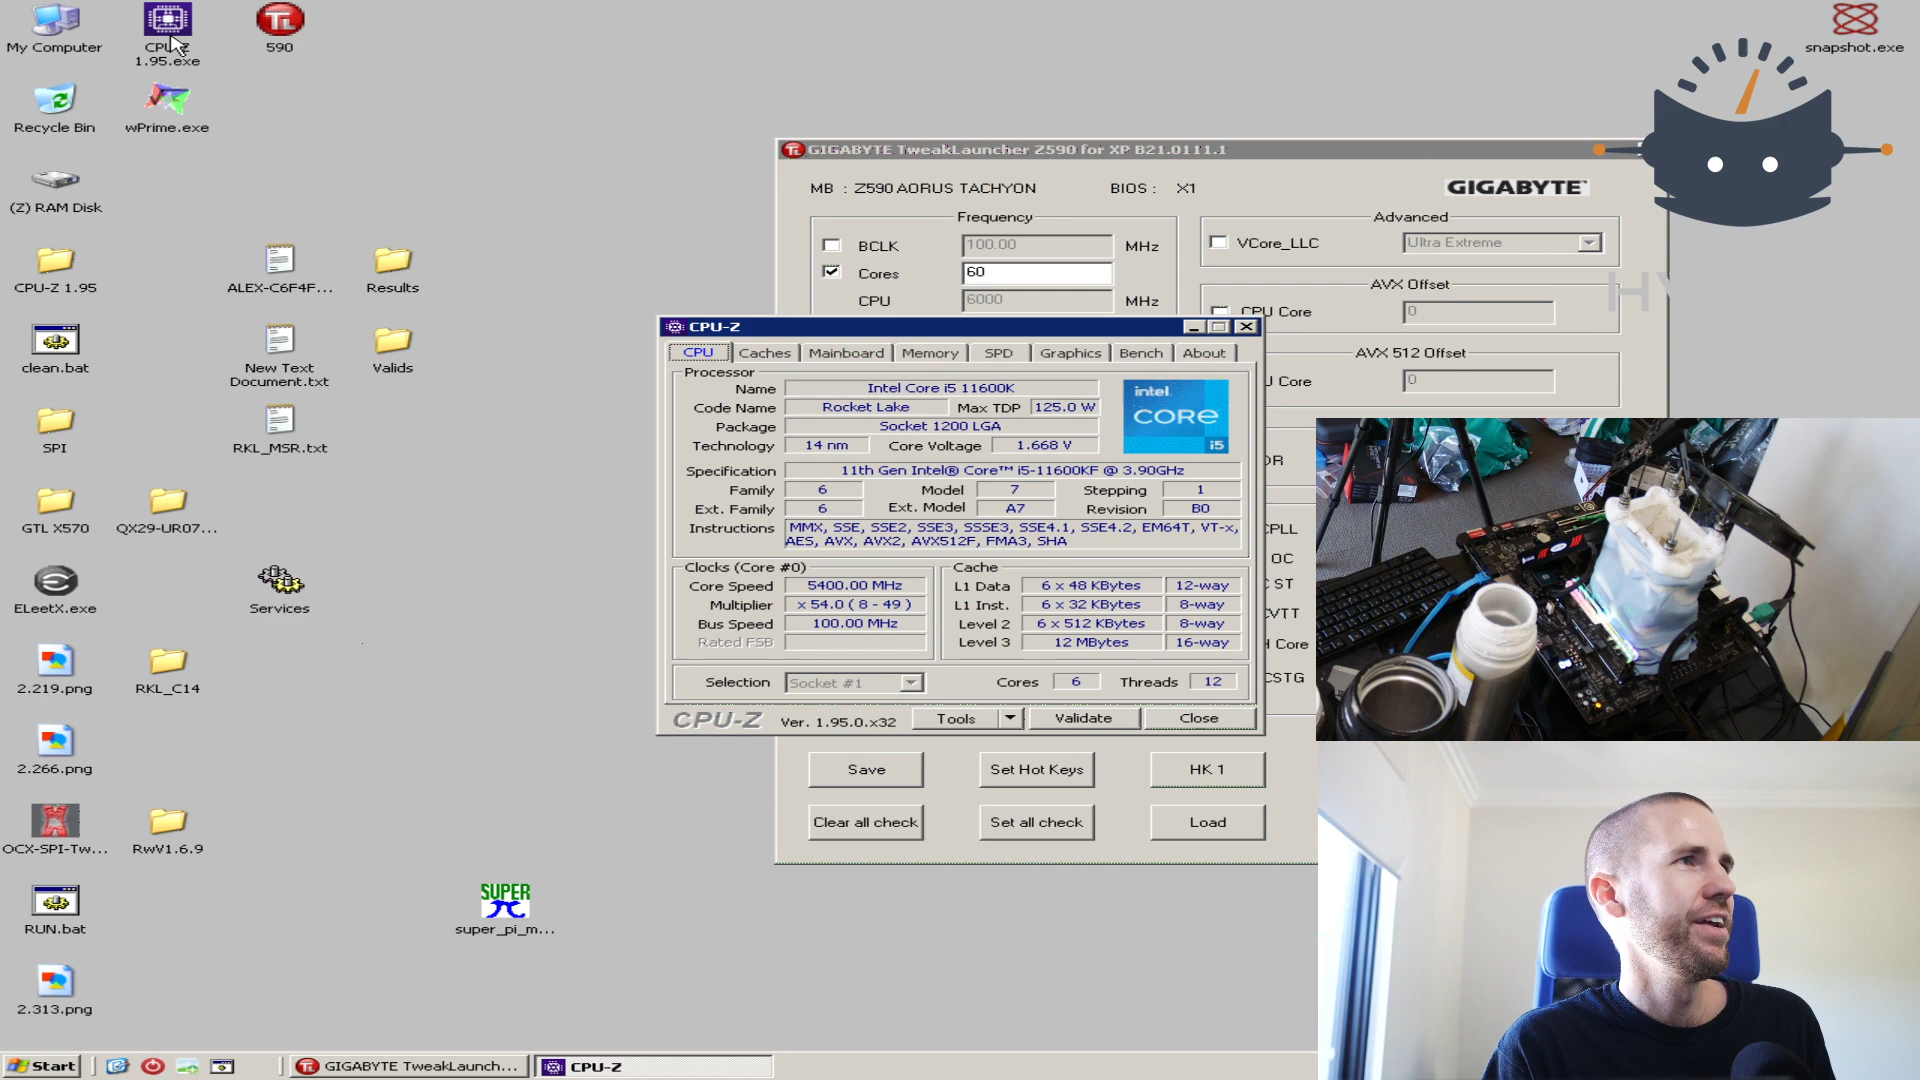 My Computer
CPU-Z
1.95.exe
590
snapshot.exe
Recycle Bin
wPrime.exe
(Z) RAM Disk
CPU-Z 1.95
ALEX-C6F4F...
Results
clean.bat
New Text
Document.txt
Valids
SPI
RKL_MSR.txt
GTL X570
QX29-UR07...
ELeetX.exe
Services
2.219.png
RKL_C14
2.266.png
OCX-SPI-Tw...
RwV1.6.9
RUN.bat
SUPER
super_pi_m...
2.313.png
GIGABYTE TweakLauncher Z590 for XP B21.0111.1
MB : Z590 AORUS TACHYON
BIOS : X1
GIGABYTE
Frequency
BCLK 100.00 MHz
Cores 60
CPU 6000 MHz
Advanced
VCore_LLC Ultra Extreme
AVX Offset
CPU Core 0
AVX 512 Offset
U Core 0
DR
CPLL
OC
C ST
CVTT
H Core
CSTG
CPU-Z
CPU Caches Mainboard Memory SPD Graphics Bench About
Processor
Name Intel Core i5 11600K
Code Name Rocket Lake Max TDP 125.0 W
Package Socket 1200 LGA
Technology 14 nm Core Voltage 1.668 V
intel.
CORE
i5
Specification 11th Gen Intel® Core™ i5-11600KF @ 3.90GHz
Family 6 Model 7 Stepping 1
Ext. Family 6 Ext. Model A7 Revision B0
Instructions MMX, SSE, SSE2, SSE3, SSSE3, SSE4.1, SSE4.2, EM64T, VT-x,
AES, AVX, AVX2, AVX512F, FMA3, SHA
Clocks (Core #0)
Core Speed 5400.00 MHz
Multiplier x 54.0 ( 8 - 49 )
Bus Speed 100.00 MHz
Rated FSB
Cache
L1 Data 6 x 48 KBytes 12-way
L1 Inst. 6 x 32 KBytes 8-way
Level 2 6 x 512 KBytes 8-way
Level 3 12 MBytes 16-way
Selection Socket #1 Cores 6 Threads 12
CPU-Z Ver. 1.95.0.x32 Tools Validate Close
Save Set Hot Keys HK 1
Clear all check Set all check Load
Start
GIGABYTE TweakLaunch...
CPU-Z